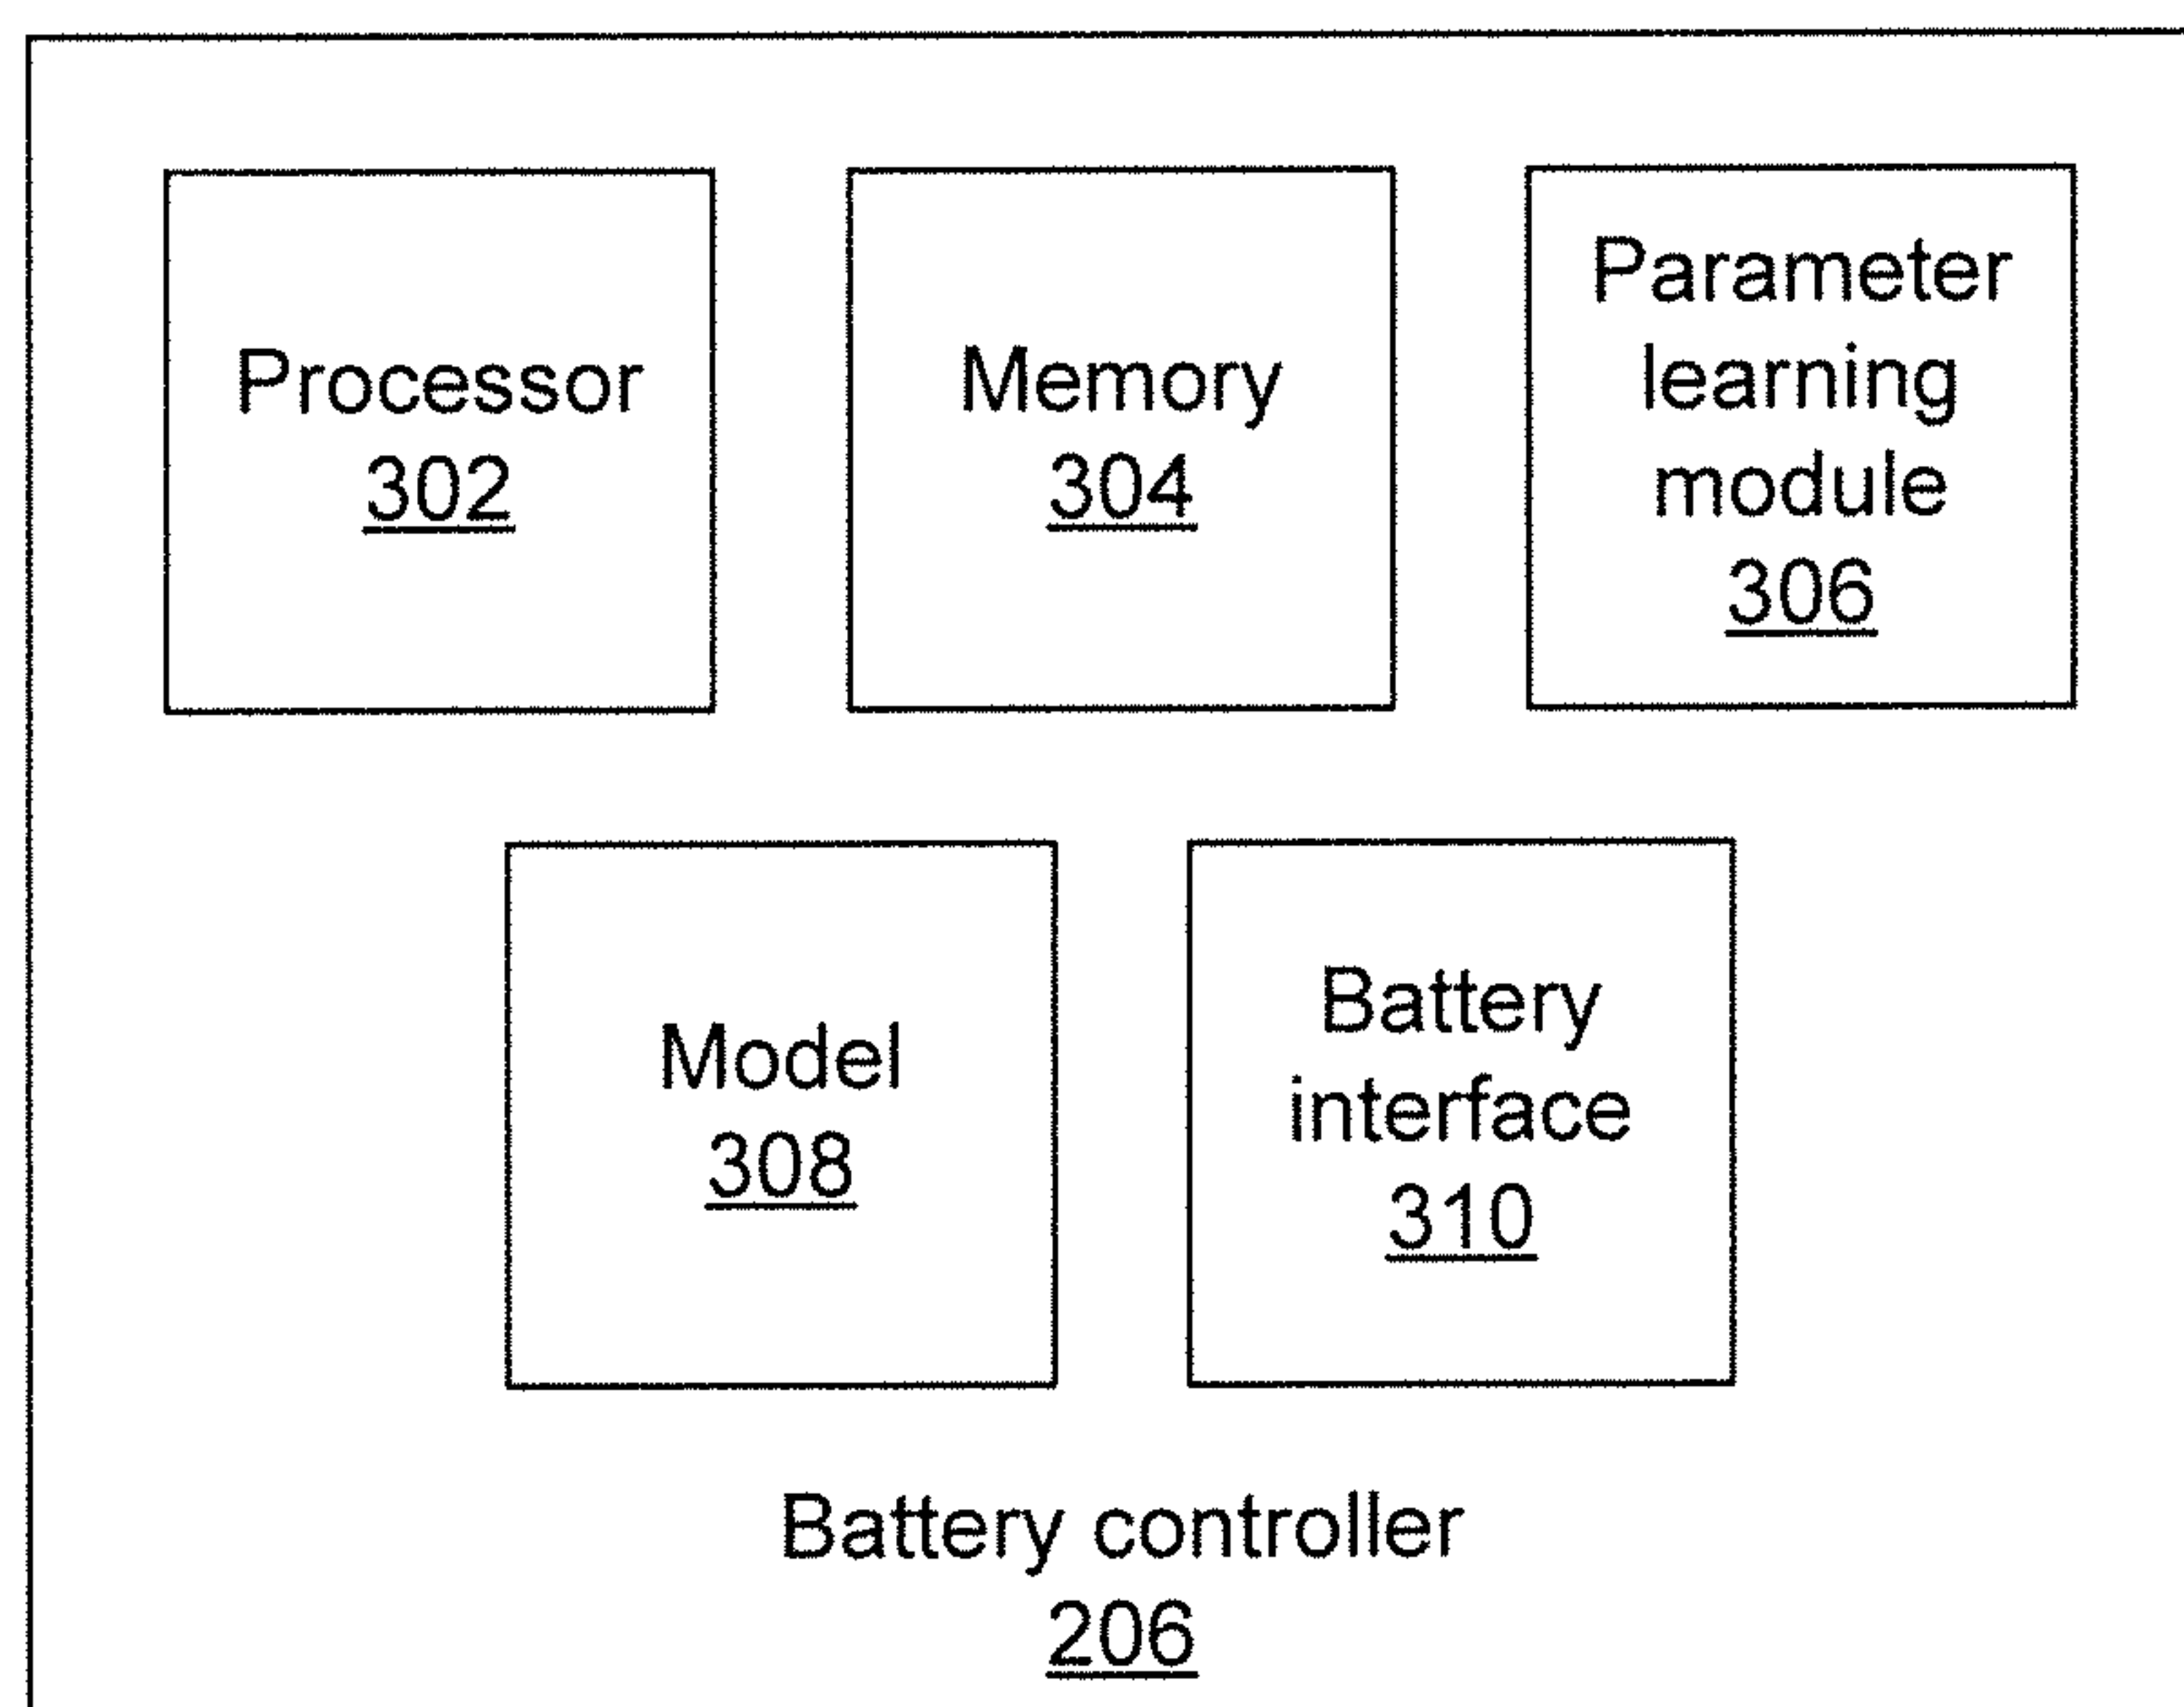 Processor
302
Memory
304
Parameter
learning
module
306
Model
308
Battery
interface
310
Battery controller
206